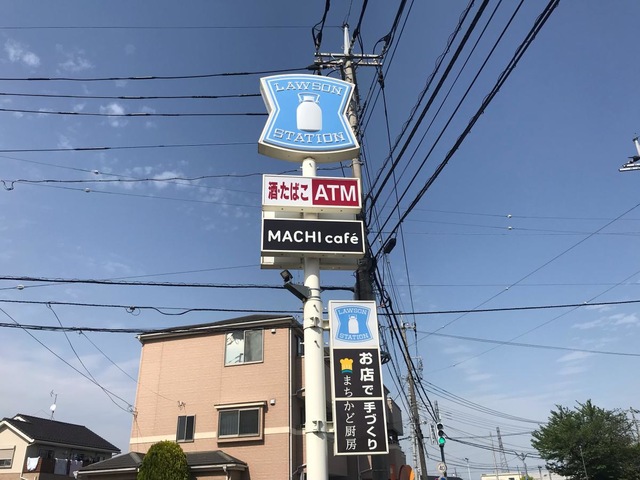 LAWSON
STATION
酒・たばこ ATM
MACHI café
LAWSON
STATION
お店で手づくり
まちかど厨房